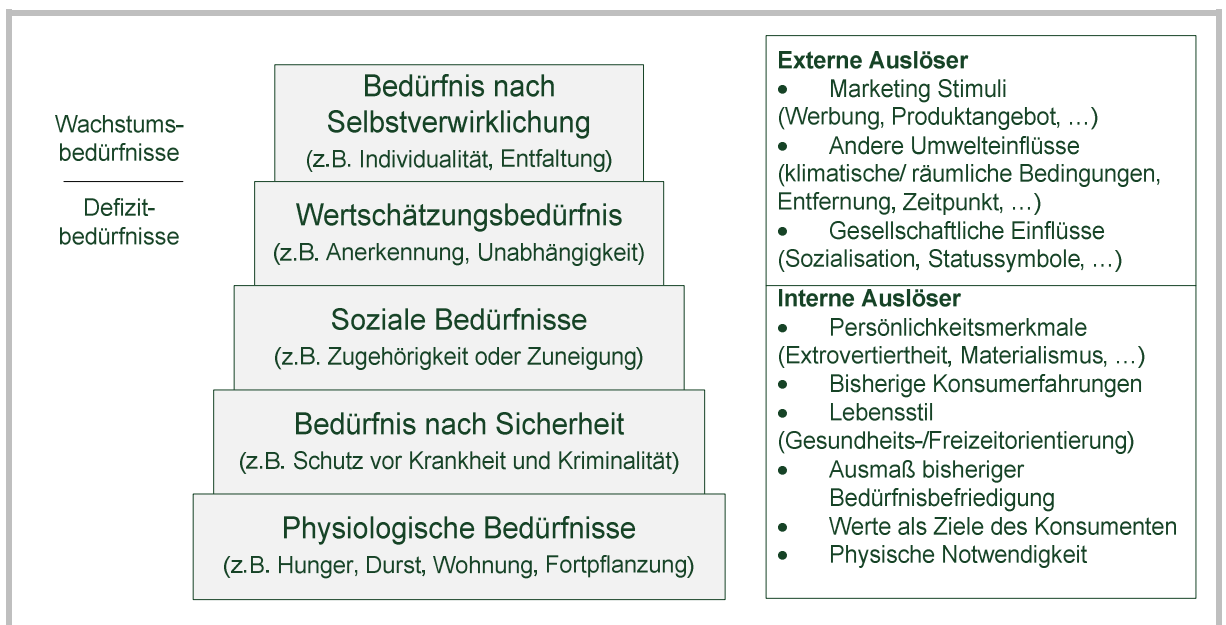 Wachstums-
bedürfnisse
Defizit-
bedürfnisse
Bedürfnis nach
Selbstverwirklichung
(z.B. Individualität, Entfaltung)
Wertschätzungsbedürfnis
(z.B. Anerkennung, Unabhängigkeit)
Soziale Bedürfnisse
(z.B. Zugehörigkeit oder Zuneigung)
Bedürfnis nach Sicherheit
(z.B. Schutz vor Krankheit und Kriminalität)
Physiologische Bedürfnisse
(z.B. Hunger, Durst, Wohnung, Fortpflanzung)
Externe Auslöser
• Marketing Stimuli
(Werbung, Produktangebot, …)
• Andere Umwelteinflüsse
(klimatische/ räumliche Bedingungen,
Entfernung, Zeitpunkt, …)
• Gesellschaftliche Einflüsse
(Sozialisation, Statussymbole, …)
Interne Auslöser
• Persönlichkeitsmerkmale
(Extrovertiertheit, Materialismus, …)
• Bisherige Konsumerfahrungen
• Lebensstil
(Gesundheits-/Freizeitorientierung)
• Ausmaß bisheriger
Bedürfnisbefriedigung
• Werte als Ziele des Konsumenten
• Physische Notwendigkeit